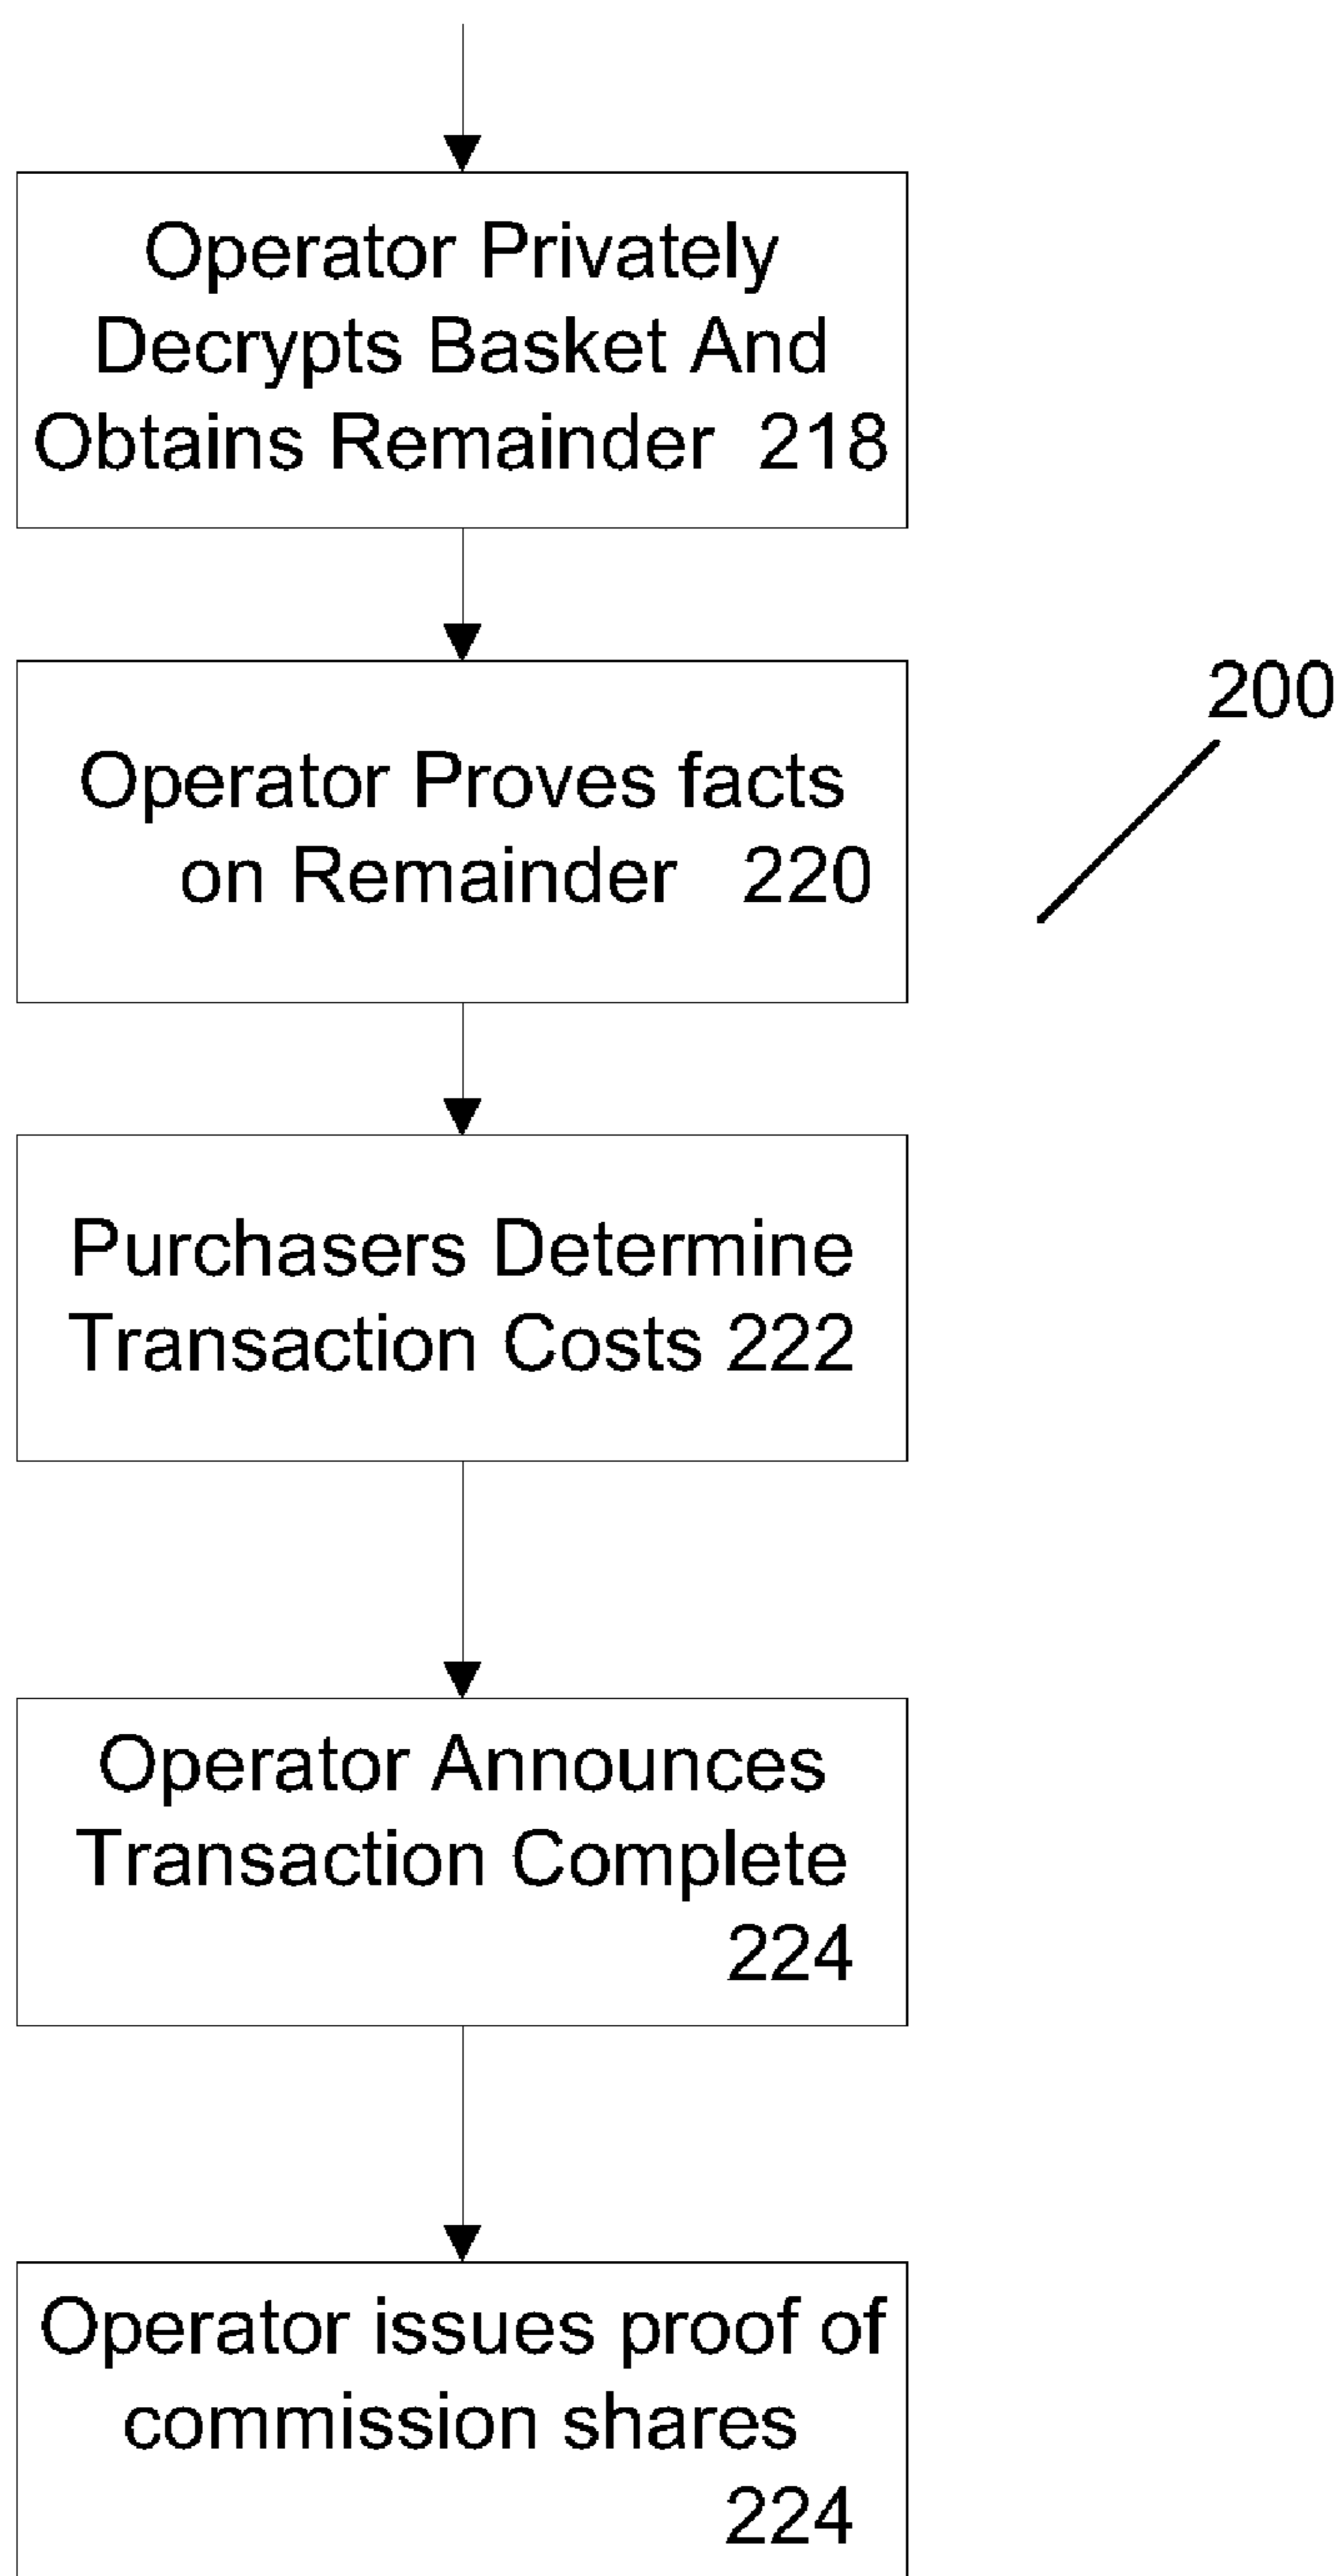 Operator Privately
Decrypts Basket And
Obtains Remainder 218
200
Operator Proves facts
on Remainder 220
Purchasers Determine
Transaction Costs 222
Operator Announces
Transaction Complete
224
Operator issues proof of
commission shares
224